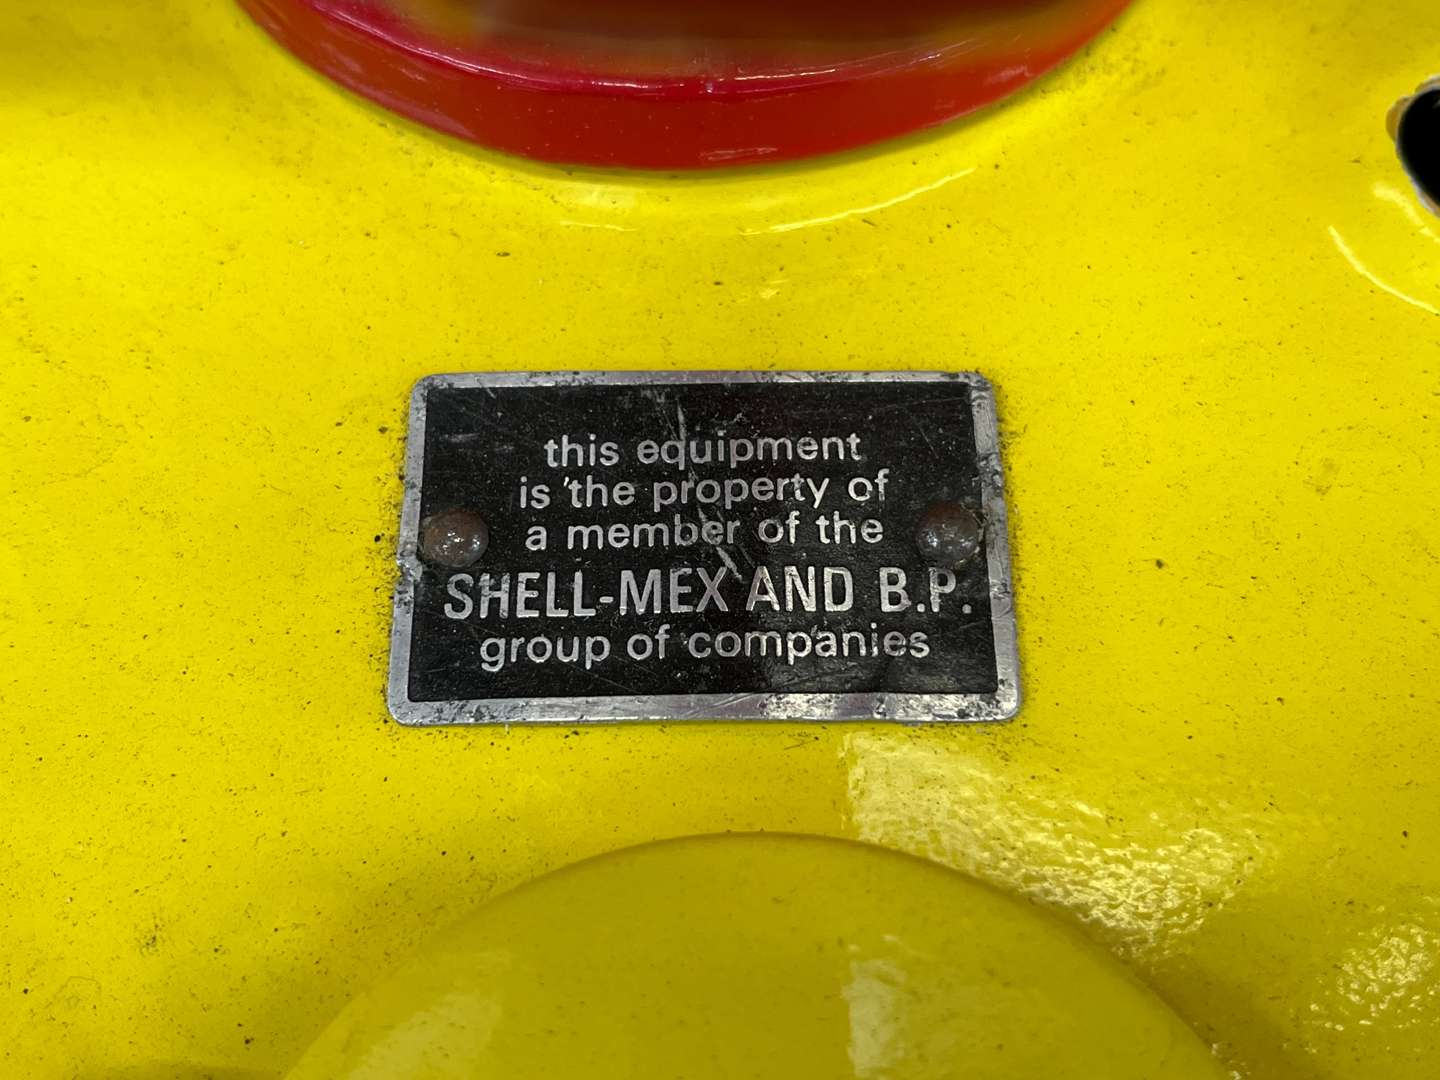 this equipment
is the property of
a member of the
SHELL-MEX AND B.P.
group of companies